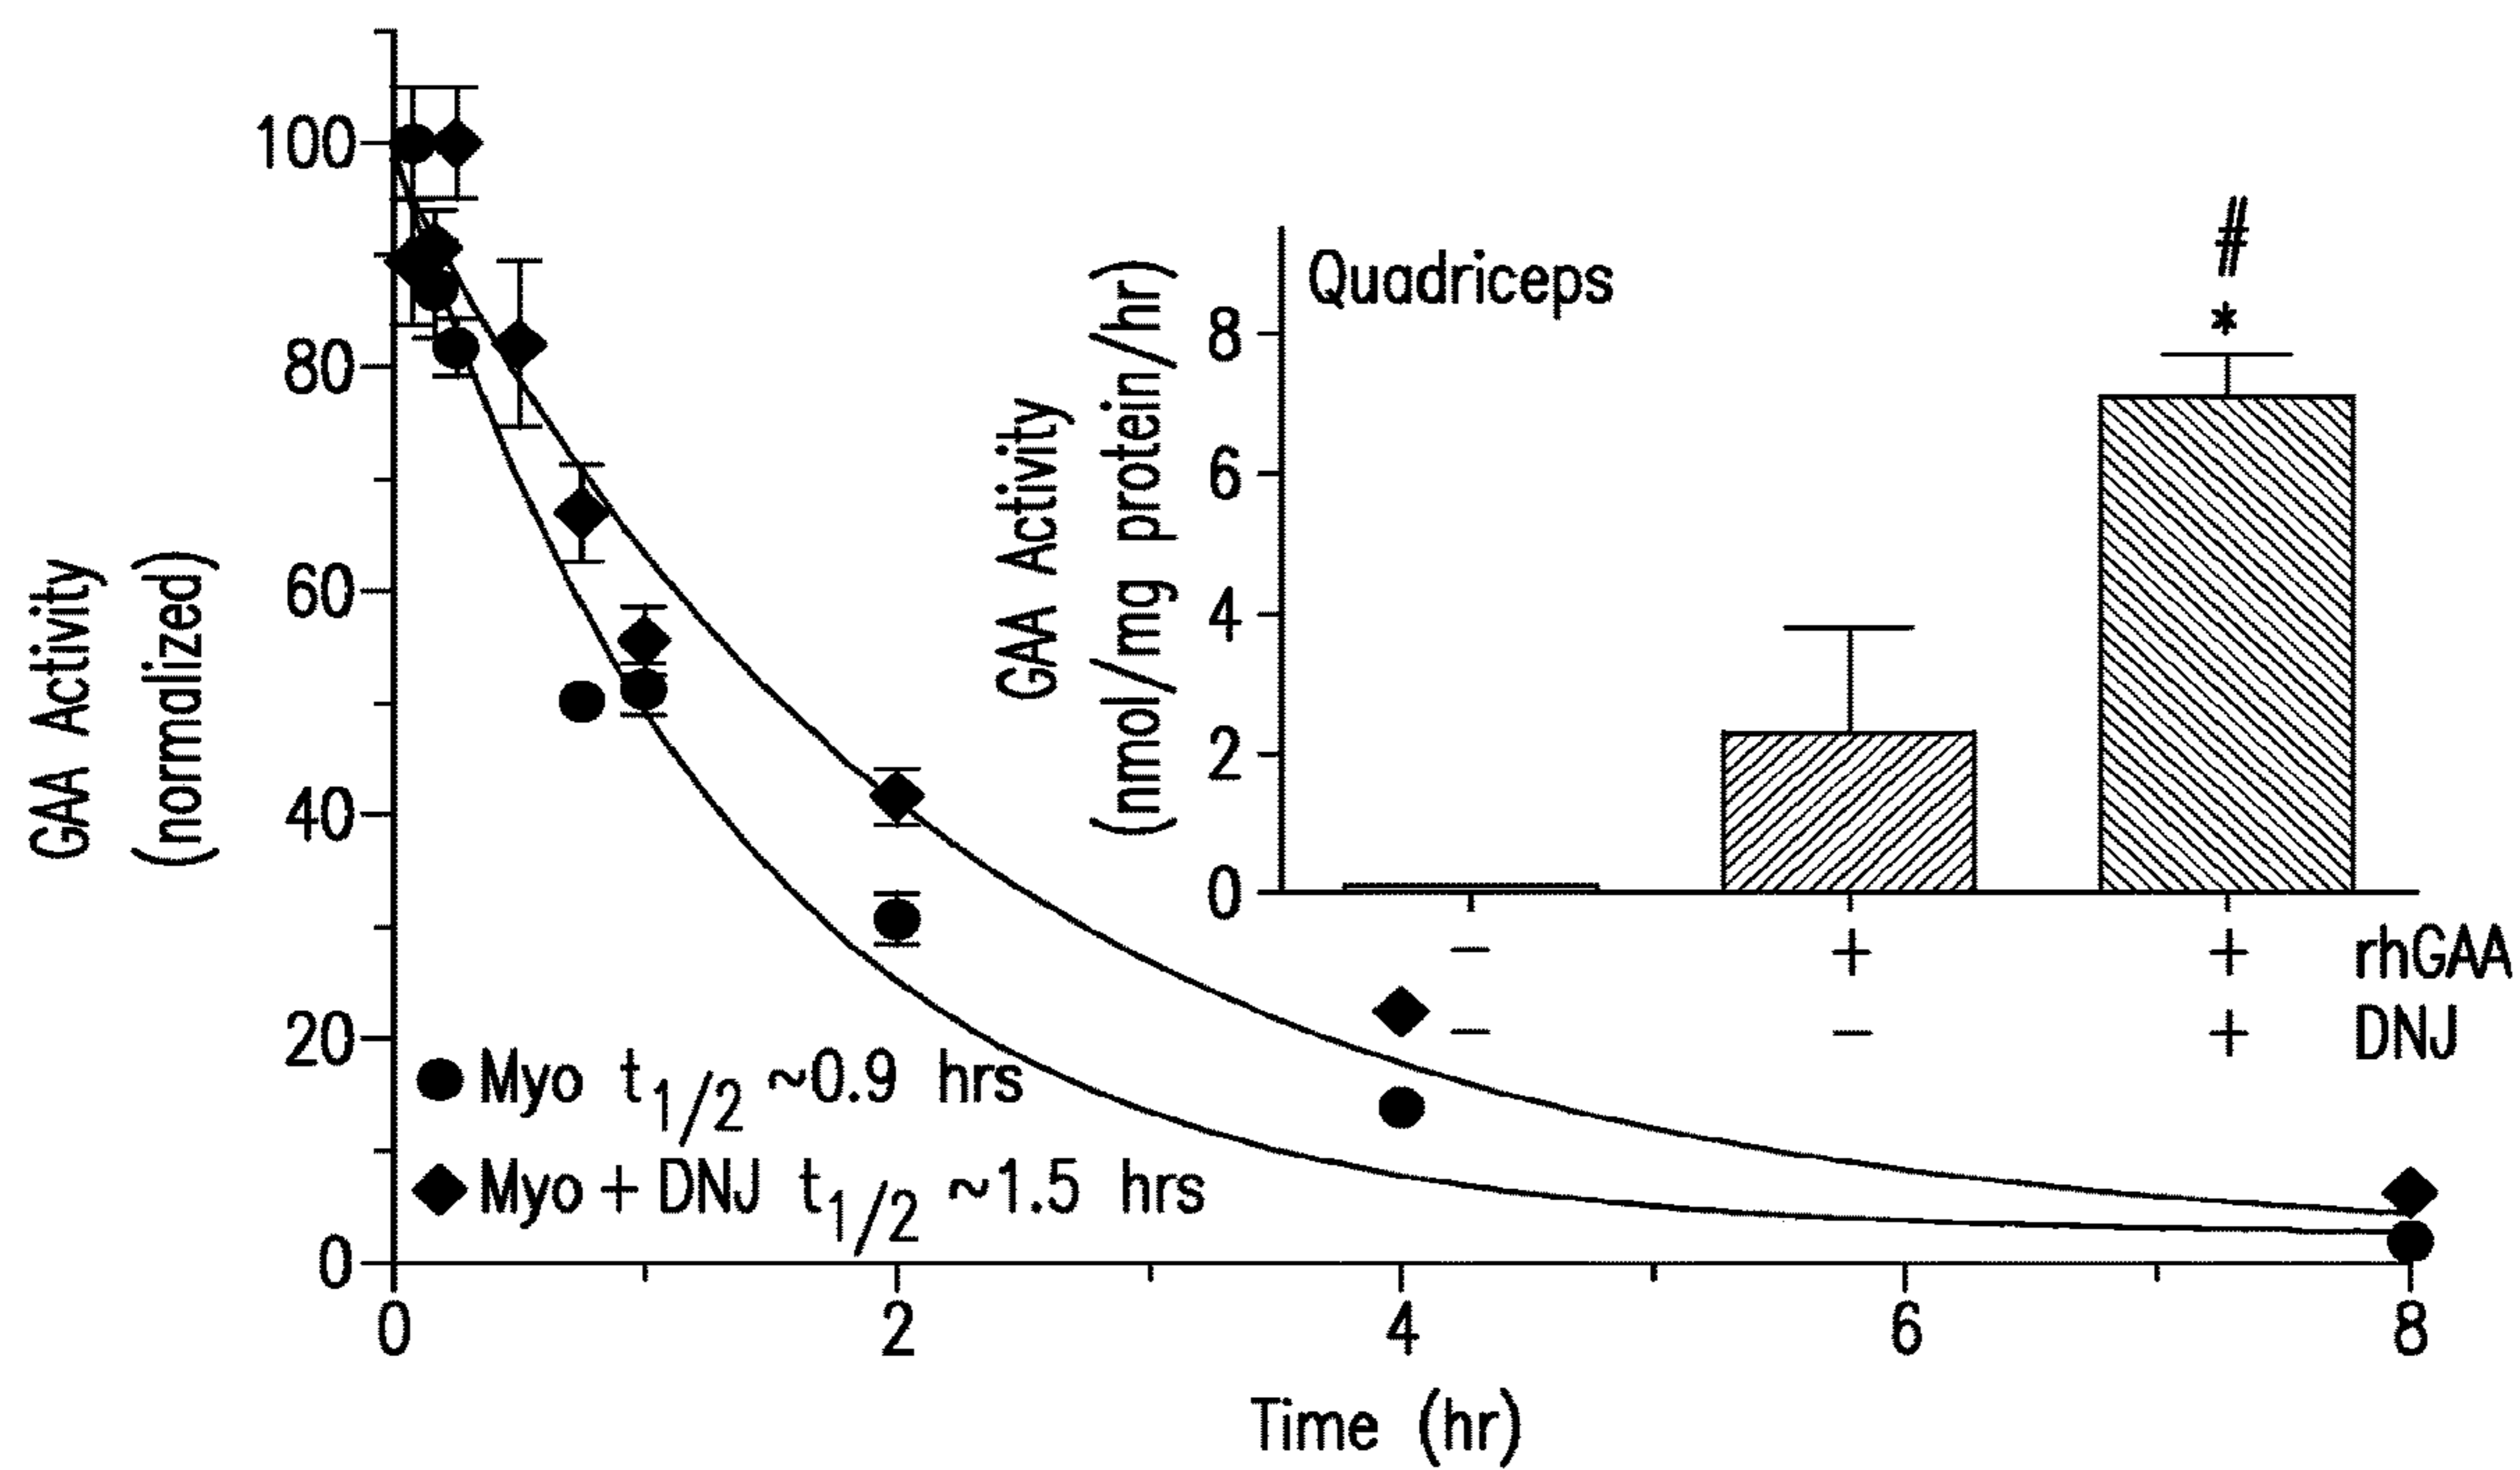 GAA Activity
(normalized)
100
80
60
40
20
0
● Myo t1/2 ~0.9 hrs
◆ Myo + DNJ t1/2 ~1.5 hrs
0 2 4 6 8
Time (hr)
GAA Activity
(nmol/mg protein/hr)
Quadriceps
8
6
4
2
0
#
*
− + + rhGAA
− − + DNJ